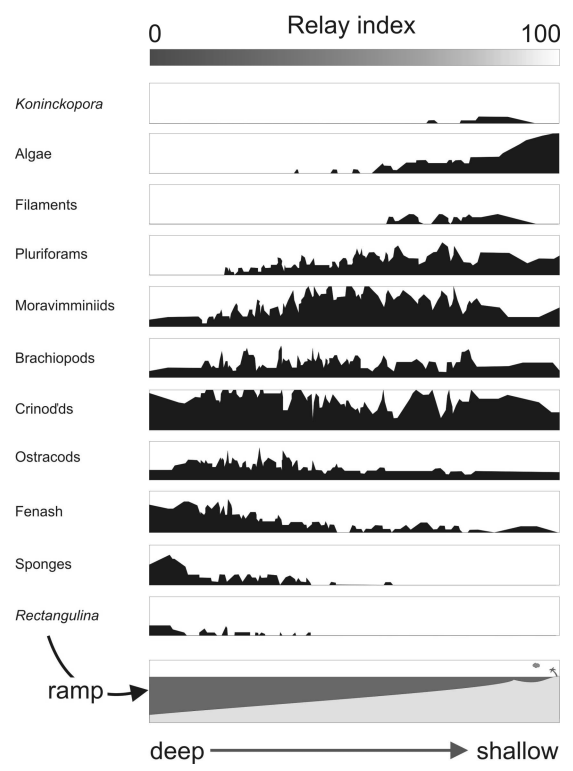 Relay index
0 100
Koninckopora
Algae
Filaments
Pluriforams
Moravimminiids
Brachiopods
Crinoďds
Ostracods
Fenash
Sponges
Rectangulina
ramp
deep shallow